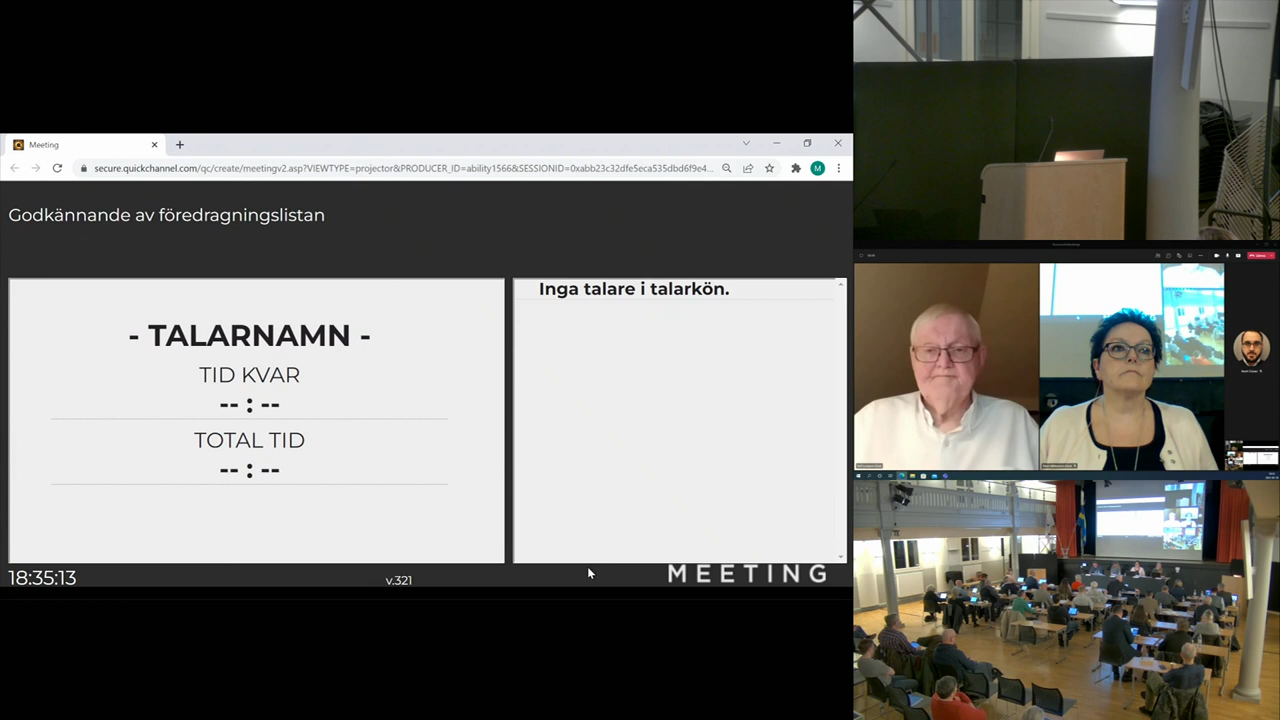 Meeting
secure.quickchannel.com/qc/create/meetingv2.asp?VIEWTYPE=projector&PRODUCER_ID=ability1566&SESSIONID=0xabb23c32dfe5eca535dbd6f9e4...
M
Godkännande av föredragningslistan
- TALARNAMN -
TID KVAR
-- : --
TOTAL TID
-- : --
Inga talare i talarkön.
18:35:13
v.321
MEETING